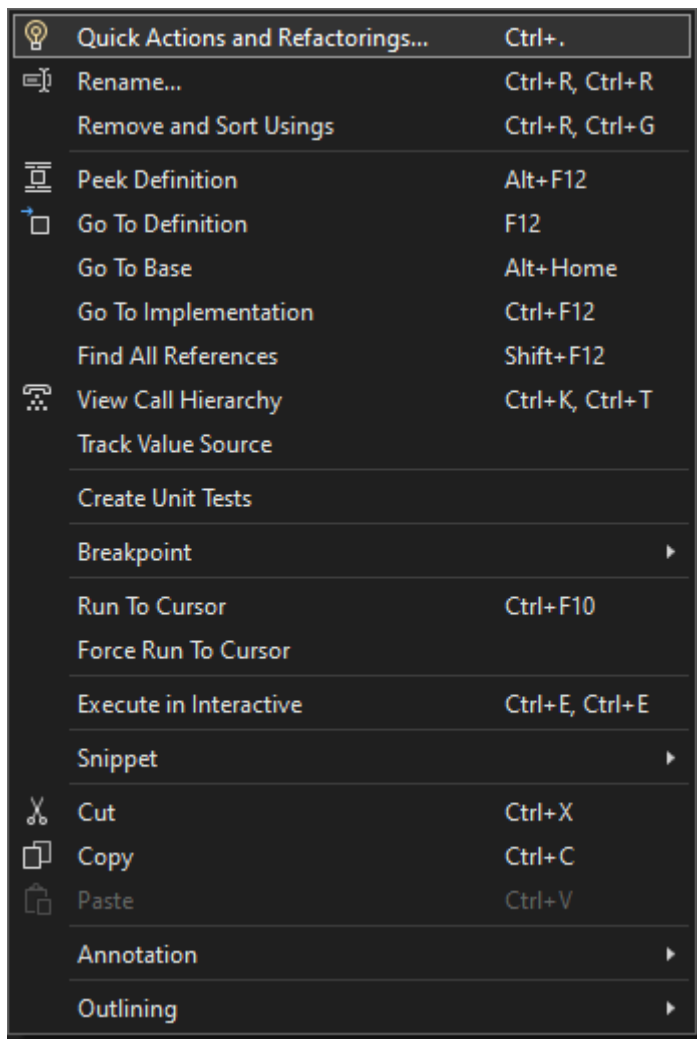 Quick Actions and Refactorings... Ctrl+.
Rename... Ctrl+R, Ctrl+R
Remove and Sort Usings Ctrl+R, Ctrl+G
Peek Definition Alt+F12
Go To Definition F12
Go To Base Alt+Home
Go To Implementation Ctrl+F12
Find All References Shift+F12
View Call Hierarchy Ctrl+K, Ctrl+T
Track Value Source
Create Unit Tests
Breakpoint
Run To Cursor Ctrl+F10
Force Run To Cursor
Execute in Interactive Ctrl+E, Ctrl+E
Snippet
Cut Ctrl+X
Copy Ctrl+C
Paste Ctrl+V
Annotation
Outlining